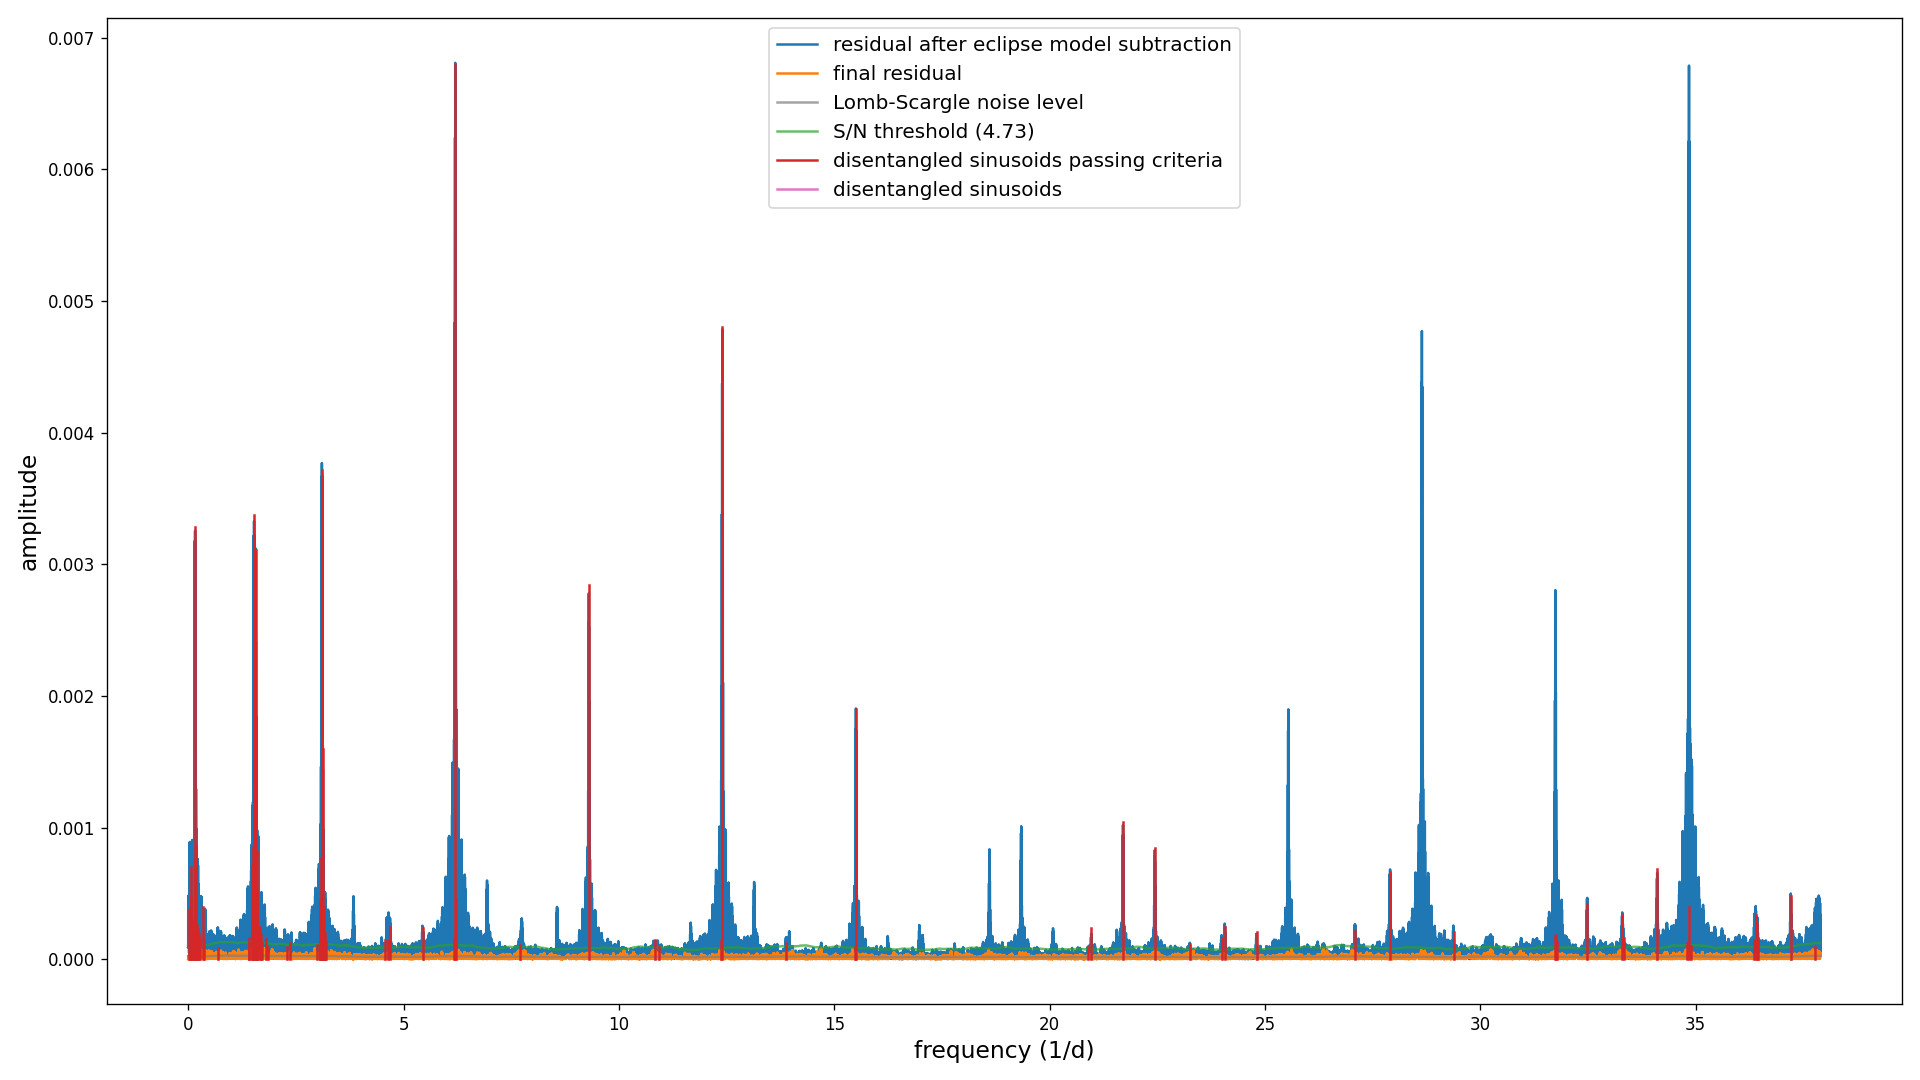 0.007
0.006
0.005
0.004
0.003
0.002
0.001
0.000
amplitude
residual after eclipse model subtraction
final residual
Lomb-Scargle noise level
S/N threshold (4.73)
disentangled sinusoids passing criteria
disentangled sinusoids
0 5 10 15 20 25 30 35
frequency (1/d)